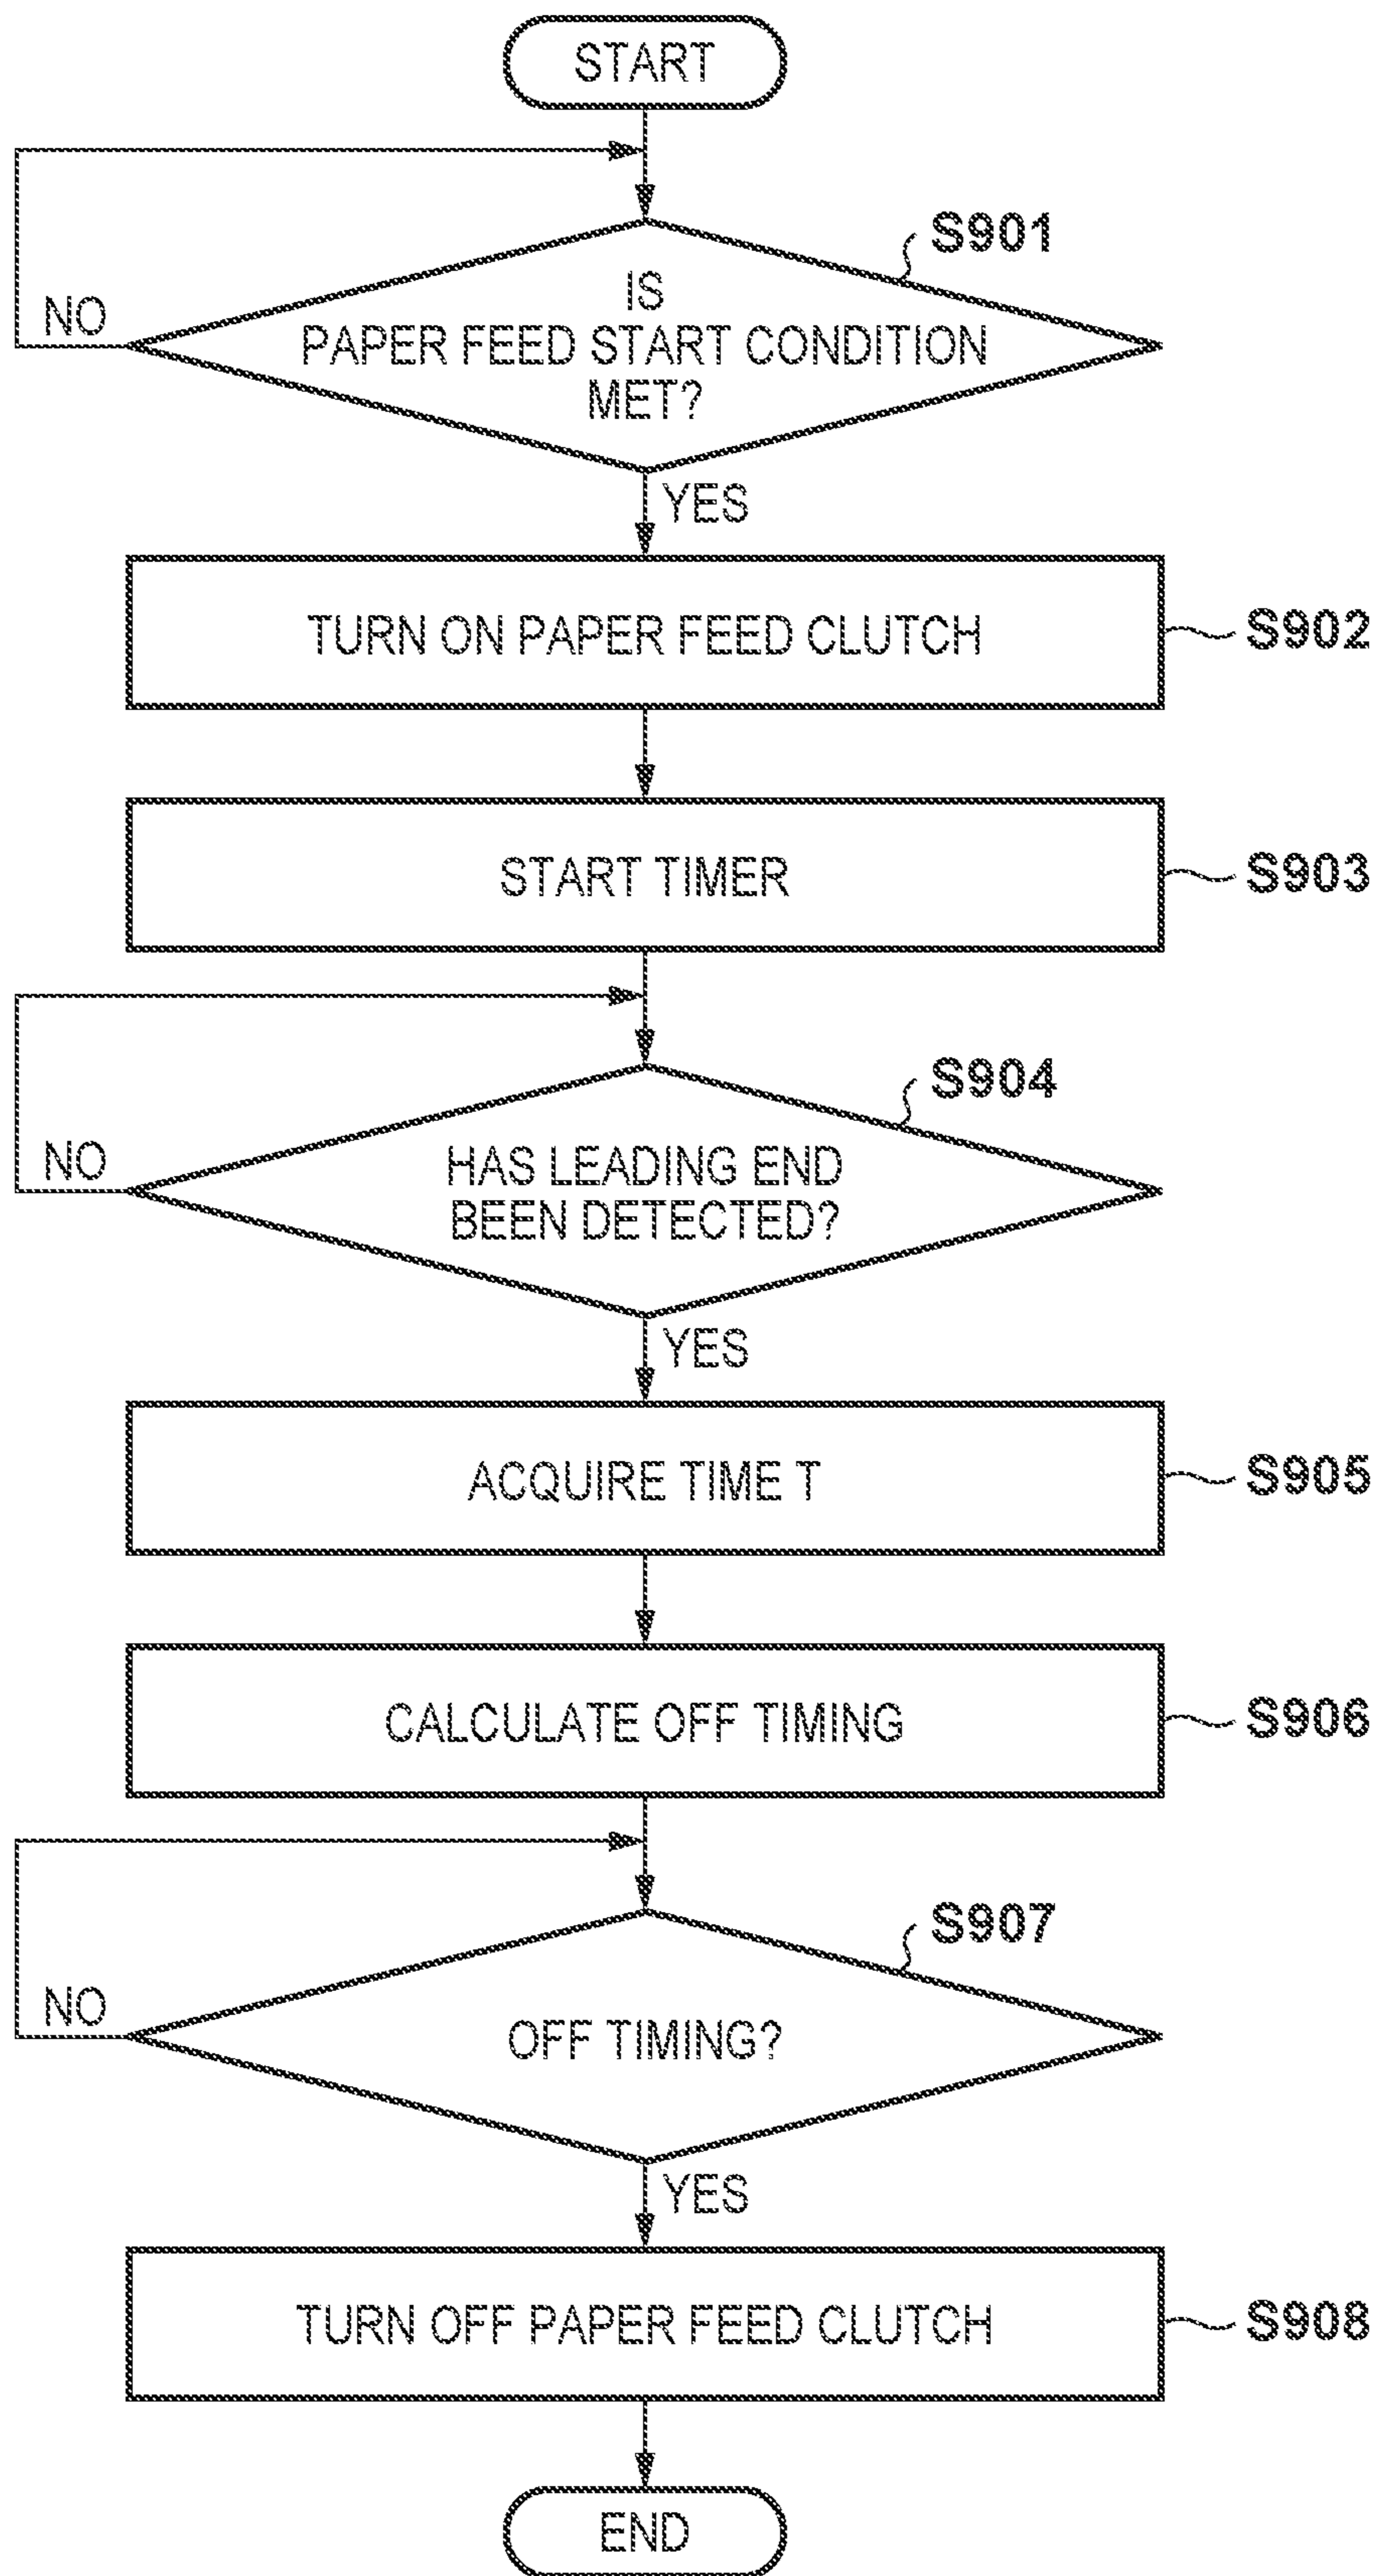 START
S901
IS
PAPER FEED START CONDITION
MET?
NO
YES
TURN ON PAPER FEED CLUTCH
S902
START TIMER
S903
S904
HAS LEADING END
BEEN DETECTED?
NO
YES
ACQUIRE TIME T
S905
CALCULATE OFF TIMING
S906
S907
OFF TIMING?
NO
YES
TURN OFF PAPER FEED CLUTCH
S908
END